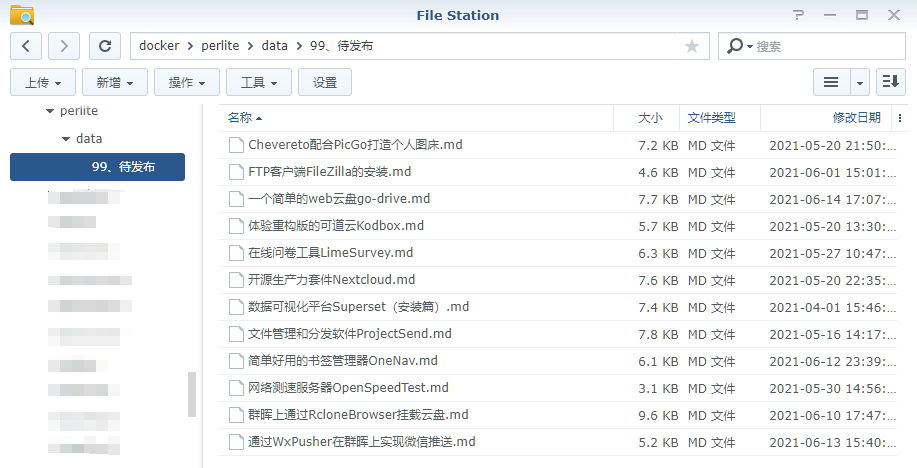 File Station
docker > perlite > data > 99、待发布
搜索
上传 新增 操作 工具 设置
perlite
data
99、待发布
名称 大小 文件类型 修改日期
Chevereto配合PicGo打造个人图床.md 7.2 KB MD 文件 2021-05-20 21:50:...
FTP客户端FileZilla的安装.md 4.6 KB MD 文件 2021-06-01 15:01:...
一个简单的web云盘go-drive.md 7.7 KB MD 文件 2021-06-14 17:07:...
体验重构版的可道云Kodbox.md 5.7 KB MD 文件 2021-05-20 13:30:...
在线问卷工具LimeSurvey.md 6.3 KB MD 文件 2021-05-27 10:47:...
开源生产力套件Nextcloud.md 7.6 KB MD 文件 2021-05-20 22:35:...
数据可视化平台Superset（安装篇）.md 7.4 KB MD 文件 2021-04-01 15:46:...
文件管理和分发软件ProjectSend.md 7.8 KB MD 文件 2021-05-16 14:17:...
简单好用的书签管理器OneNav.md 6.1 KB MD 文件 2021-06-12 23:39:...
网络测速服务器OpenSpeedTest.md 3.1 KB MD 文件 2021-05-30 14:56:...
群晖上通过RcloneBrowser挂载云盘.md 9.6 KB MD 文件 2021-06-10 17:47:...
通过WxPusher在群晖上实现微信推送.md 5.2 KB MD 文件 2021-06-13 15:40:...